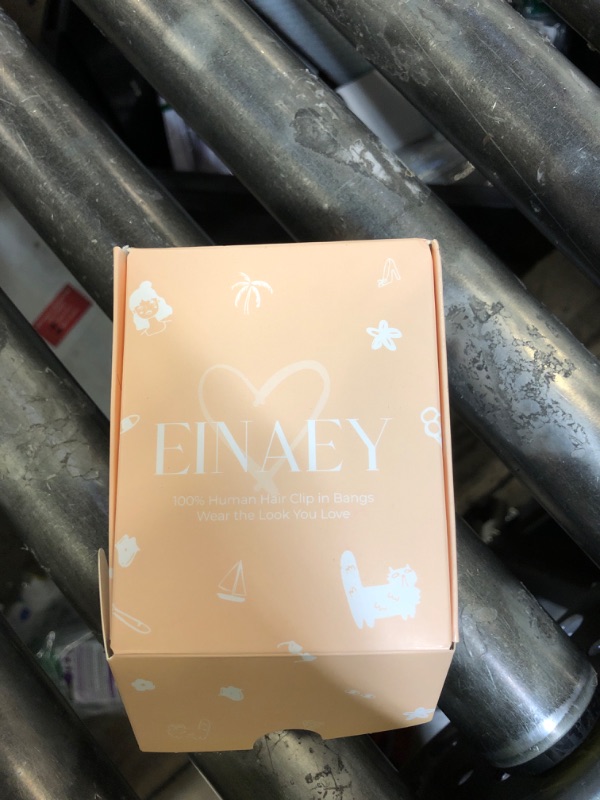 EINAEY
100% Human Hair Clip in Bangs
Wear the Look You Love